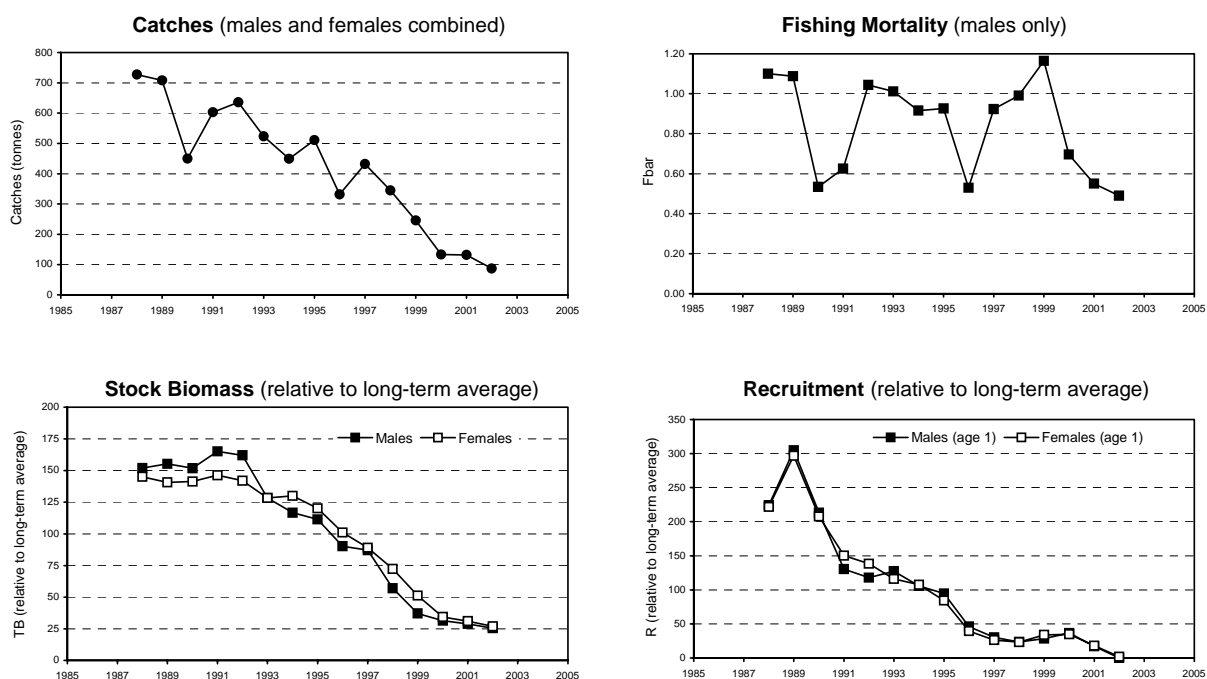 Catches (males and females combined)
800
700
600
500
400
300
200
100
0
Catches (tonnes)
1985 1987 1989 1991 1993 1995 1997 1999 2001 2003 2005
Fishing Mortality (males only)
1.20
1.00
0.80
0.60
0.40
0.20
0.00
Fbar
1985 1987 1989 1991 1993 1995 1997 1999 2001 2003 2005
Stock Biomass (relative to long-term average)
200
175
150
125
100
75
50
25
0
TB (relative to long-term average)
Males Females
1985 1987 1989 1991 1993 1995 1997 1999 2001 2003 2005
Recruitment (relative to long-term average)
350
300
250
200
150
100
50
0
R (relative to long-term average)
Males (age 1) Females (age 1)
1985 1987 1989 1991 1993 1995 1997 1999 2001 2003 2005